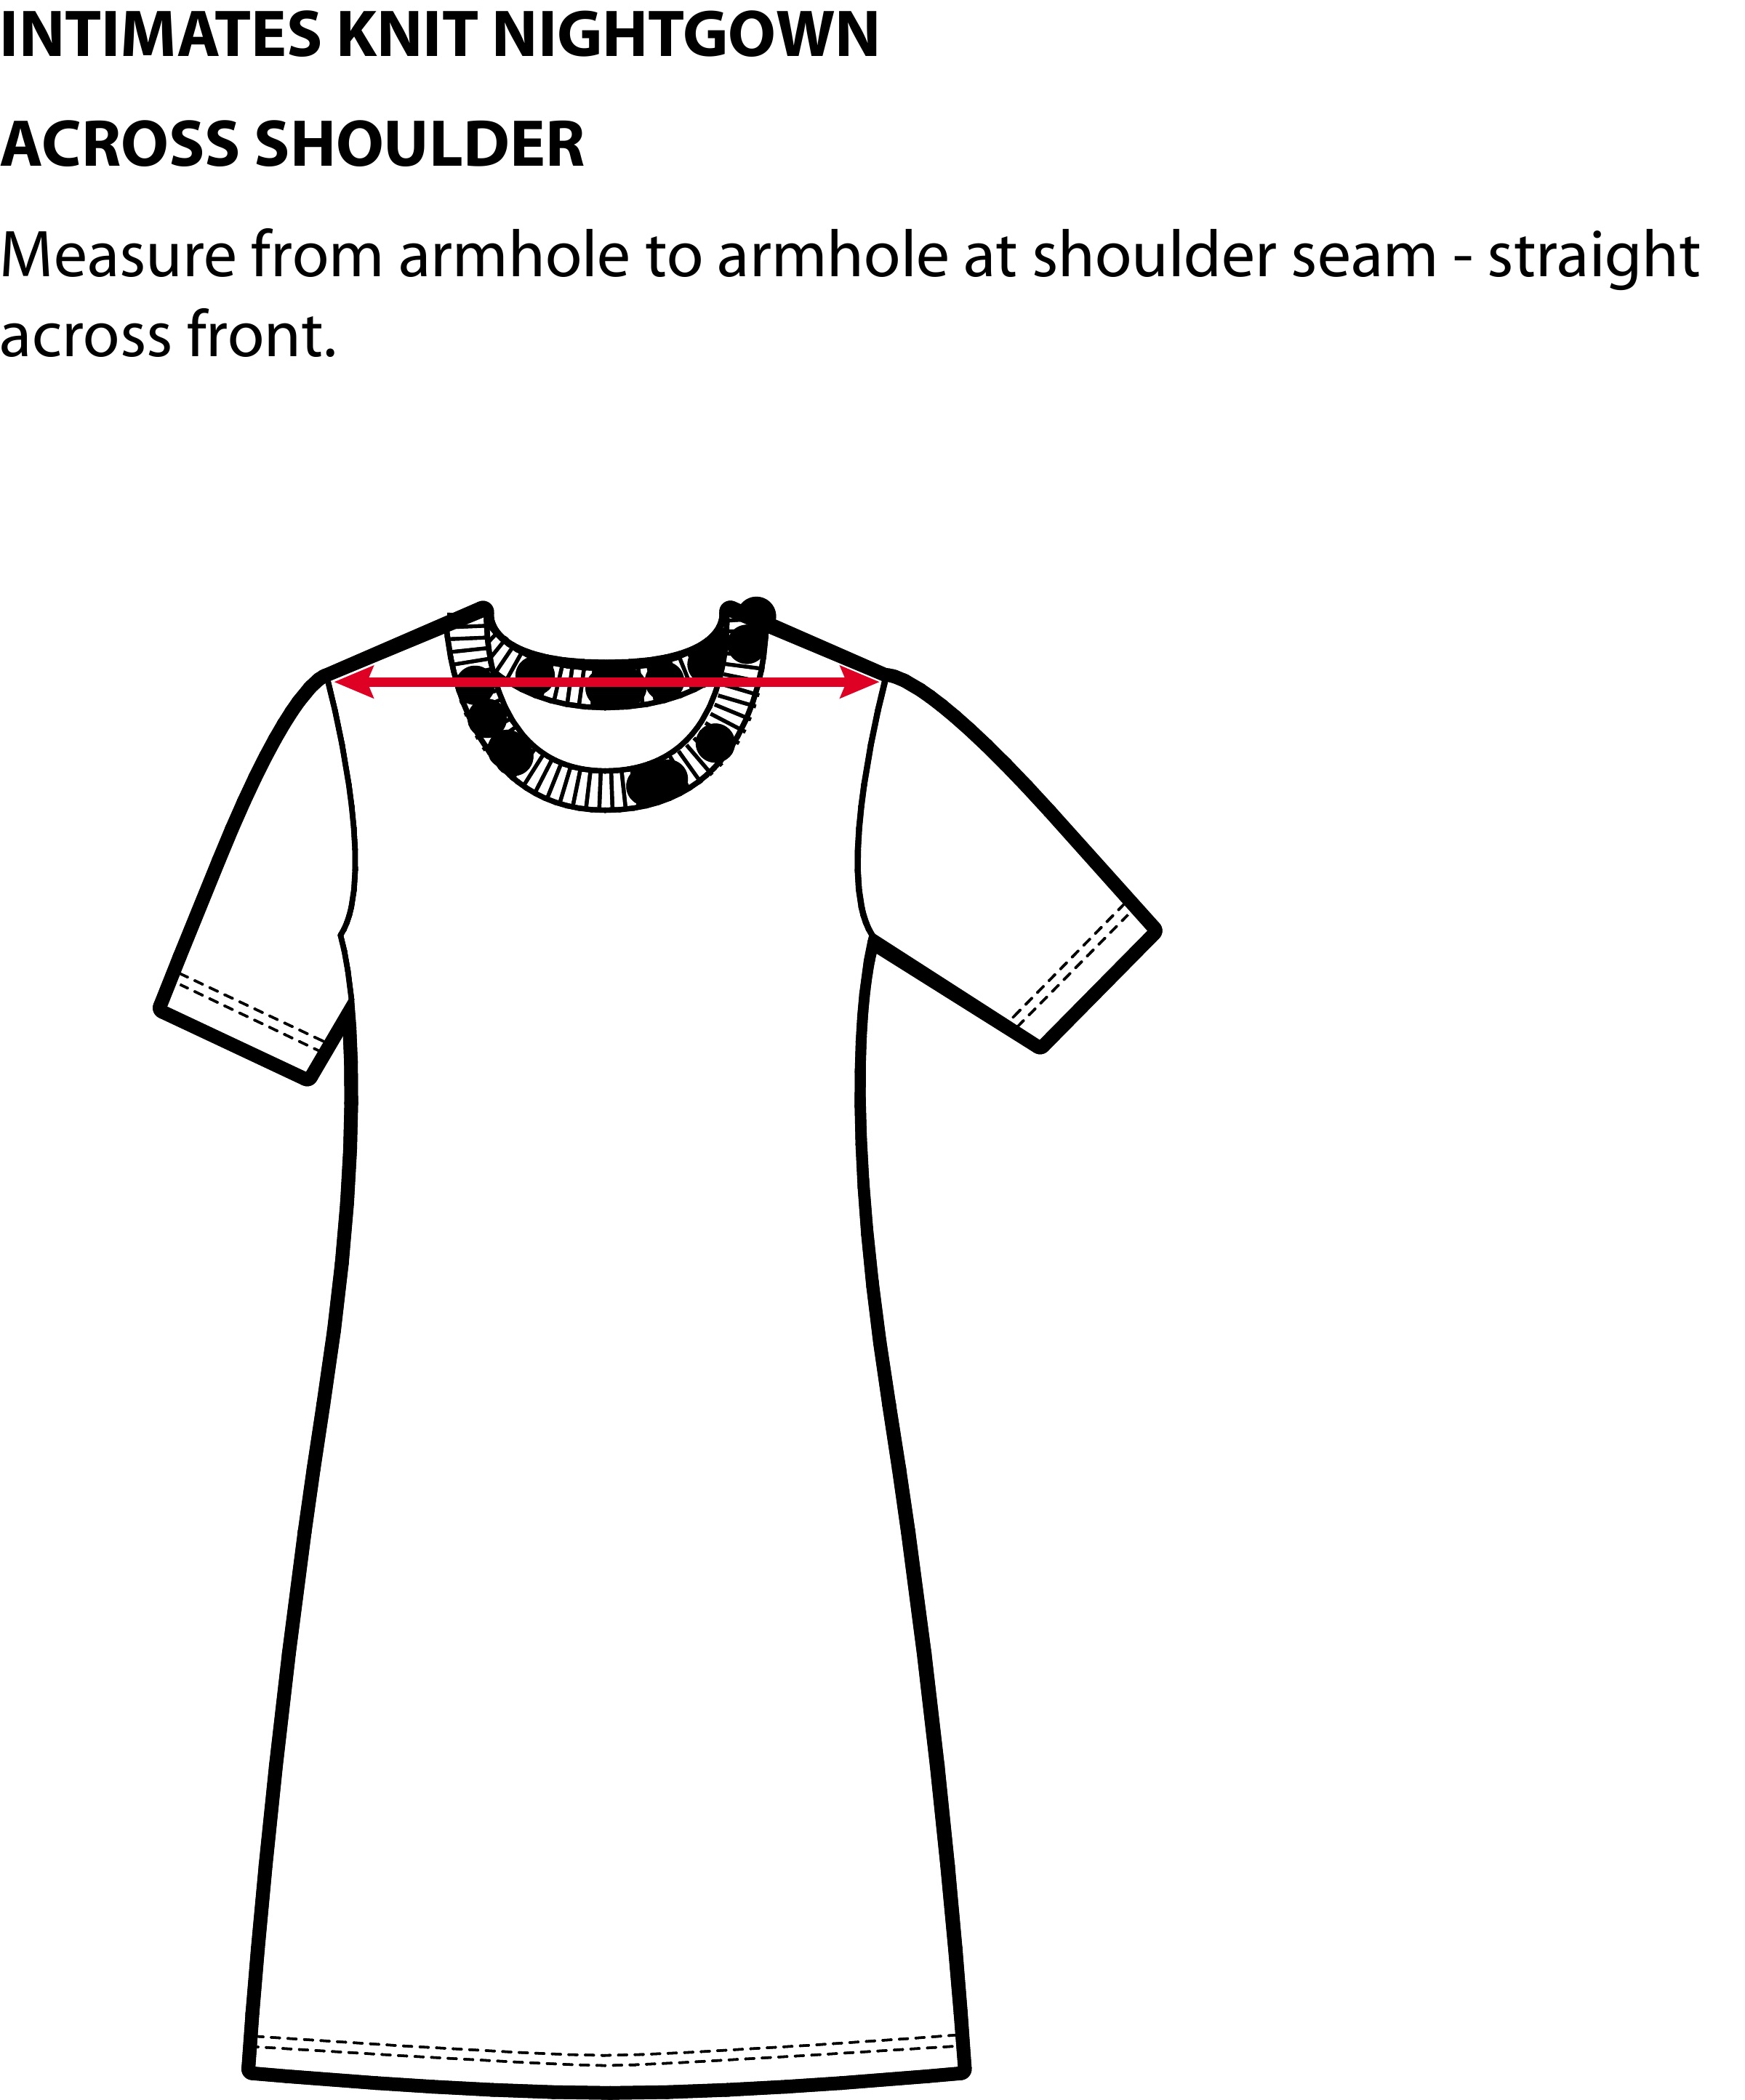 INTIMATES KNIT NIGHTGOWN
ACROSS SHOULDER
Measure from armhole to armhole at shoulder seam - straight
across front.